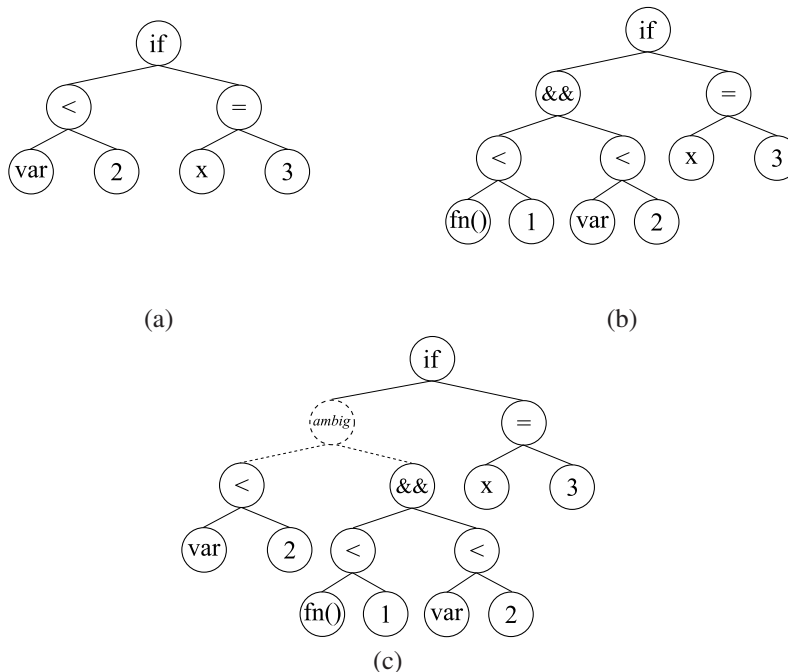 if if
< = && =
var 2 x 3 < < x 3
fn() 1 var 2
(a) (b)
if
ambig =
< && x 3
var 2 < <
fn() 1 var 2
(c)